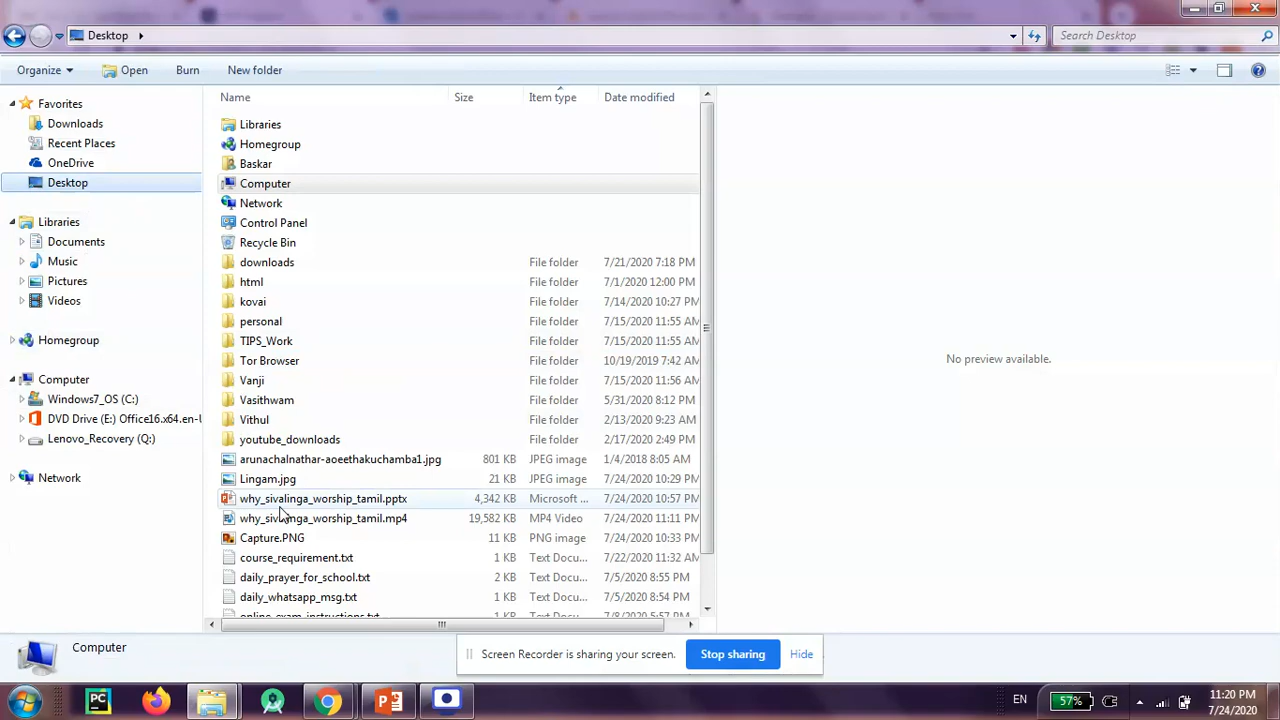 Desktop
Search Desktop
Organize Open Burn New folder
Favorites
Downloads
Recent Places
OneDrive
Desktop
Libraries
Documents
Music
Pictures
Videos
Homegroup
Computer
Windows7_OS (C:)
DVD Drive (E:) Office16.x64.en-U
Lenovo_Recovery (Q:)
Network
Name Size Item type Date modified
Libraries
Homegroup
Baskar
Computer
Network
Control Panel
Recycle Bin
downloads File folder 7/21/2020 7:18 PM
html File folder 7/1/2020 12:00 PM
kovai File folder 7/14/2020 10:27 PM
personal File folder 7/15/2020 11:55 AM
TIPS_Work File folder 7/15/2020 11:55 AM
Tor Browser File folder 10/19/2019 7:42 AM
Vanji File folder 7/15/2020 11:56 AM
Vasithwam File folder 5/31/2020 8:12 PM
Vithul File folder 2/13/2020 9:23 AM
youtube_downloads File folder 2/17/2020 2:49 PM
arunachalnathar-aoeethakuchamba1.jpg 801 KB JPEG image 1/4/2018 8:05 AM
Lingam.jpg 21 KB JPEG image 7/24/2020 10:29 PM
why_sivalinga_worship_tamil.pptx 4,342 KB Microsoft ... 7/24/2020 10:57 PM
why_sivalinga_worship_tamil.mp4 19,582 KB MP4 Video 7/24/2020 11:11 PM
Capture.PNG 11 KB PNG image 7/24/2020 10:33 PM
course_requirement.txt 1 KB Text Docu... 7/22/2020 11:32 AM
daily_prayer_for_school.txt 2 KB Text Docu... 7/5/2020 8:55 PM
daily_whatsapp_msg.txt 1 KB Text Docu... 7/5/2020 8:54 PM
online_exam_instructions.txt 1 KB Text Docu... 7/8/2020 5:57 PM
No preview available.
Computer
Screen Recorder is sharing your screen. Stop sharing Hide
PC
EN 57% 11:20 PM
7/24/2020